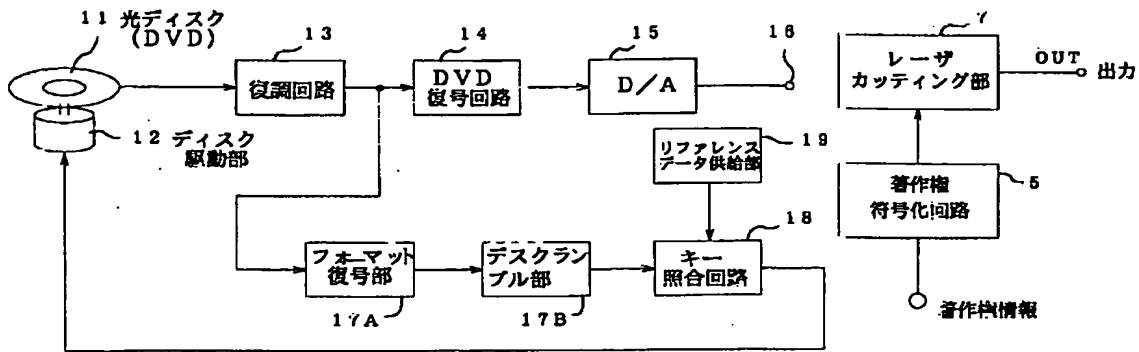 11 光ディスク
(DVD)
13
復調回路
14
DVD
復号回路
15
D/A
16
7
レーザ
カッティング部
OUT
出力
12 ディスク
駆動部
リファレンス
データ供給部
19
著作権
符号化回路
5
フォーマット
復号部
17A
デスクラン
ブル部
17B
キー
照合回路
18
著作権情報